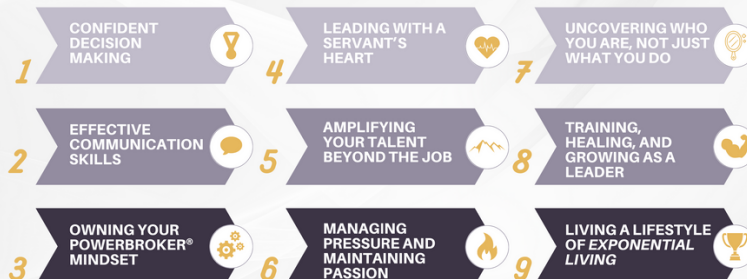 1
CONFIDENT
DECISION
MAKING
2
EFFECTIVE
COMMUNICATION
SKILLS
3
OWNING YOUR
POWERBROKER®
MINDSET
4
LEADING WITH A
SERVANT'S
HEART
5
AMPLIFYING
YOUR TALENT
BEYOND THE JOB
6
MANAGING
PRESSURE AND
MAINTAINING
PASSION
7
UNCOVERING WHO
YOU ARE, NOT JUST
WHAT YOU DO
8
TRAINING,
HEALING, AND
GROWING AS A
LEADER
9
LIVING A LIFESTYLE
OF EXPONENTIAL
LIVING